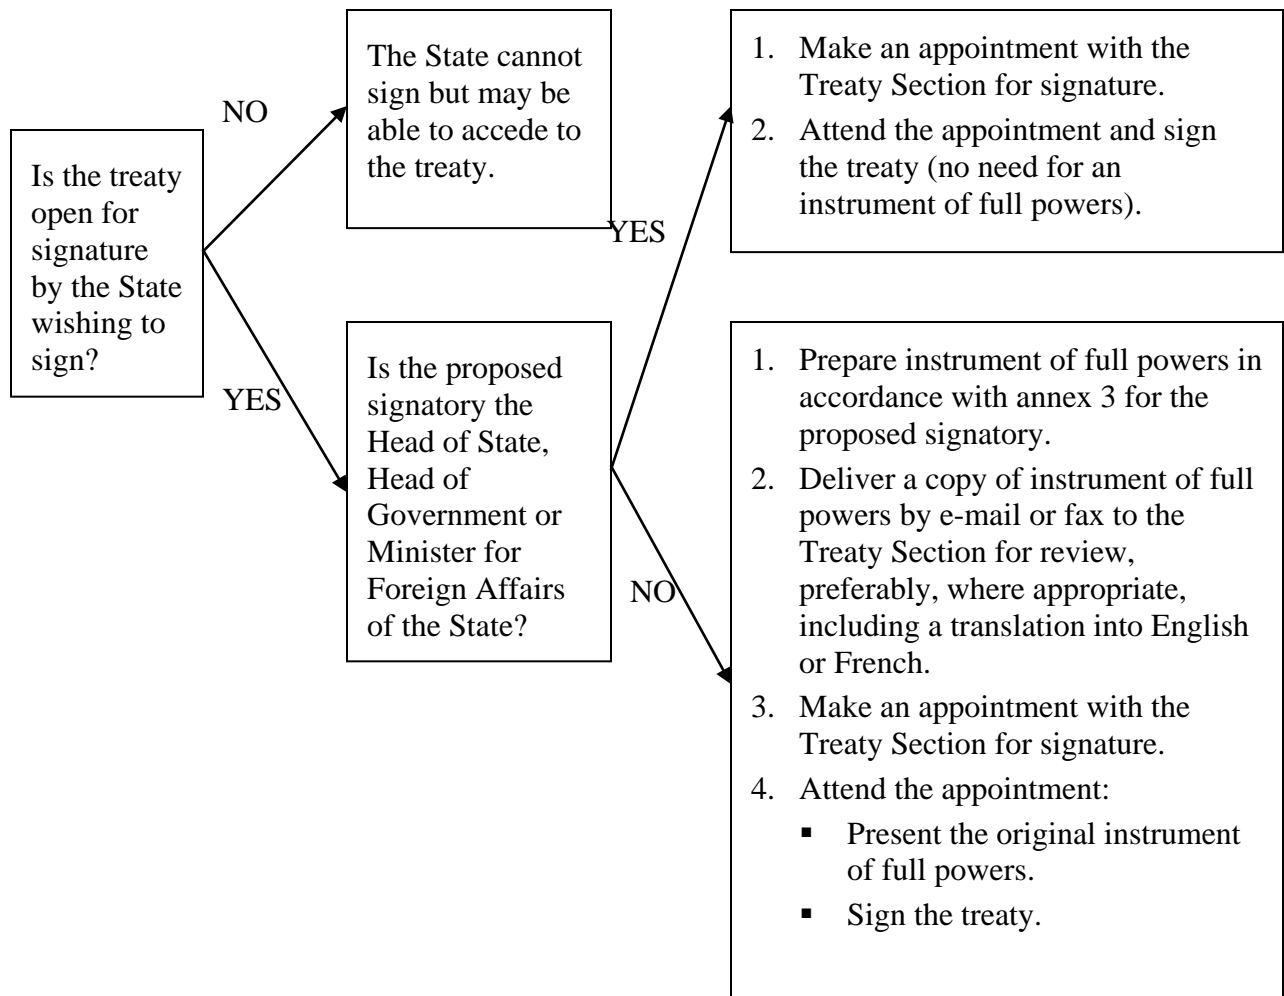 Is the treaty
open for
signature
by the State
wishing to
sign?
NO
The State cannot
sign but may be
able to accede to
the treaty.
YES
Is the proposed
signatory the
Head of State,
Head of
Government or
Minister for
Foreign Affairs
of the State?
YES
1. Make an appointment with the
Treaty Section for signature.
2. Attend the appointment and sign
the treaty (no need for an
instrument of full powers).
NO
1. Prepare instrument of full powers in
accordance with annex 3 for the
proposed signatory.
2. Deliver a copy of instrument of full
powers by e-mail or fax to the
Treaty Section for review,
preferably, where appropriate,
including a translation into English
or French.
3. Make an appointment with the
Treaty Section for signature.
4. Attend the appointment:
▪ Present the original instrument
of full powers.
▪ Sign the treaty.